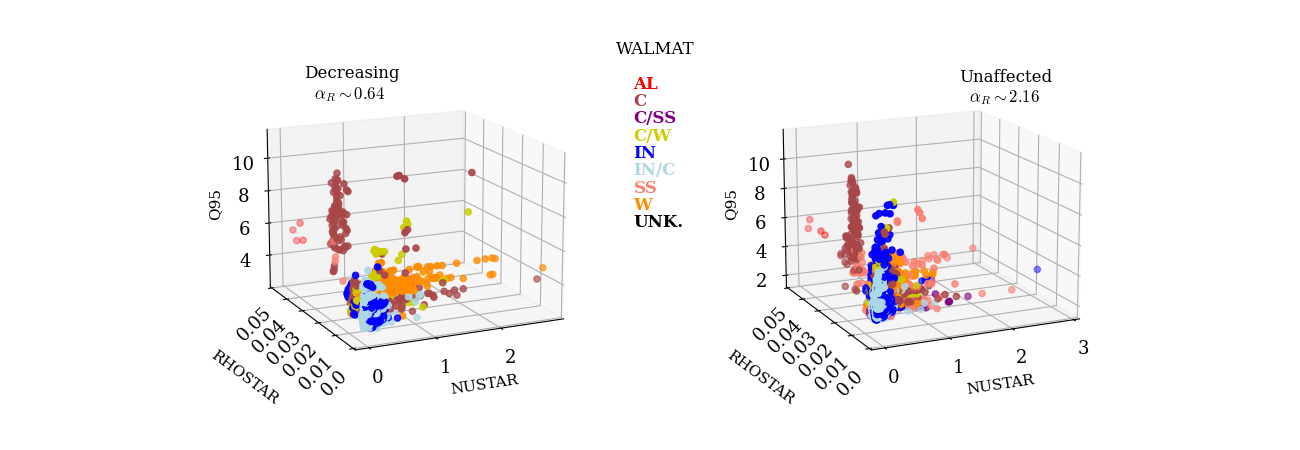 WALMAT
AL
C
C/SS
C/W
IN
IN/C
SS
W
UNK.
Decreasing
α_R ∼ 0.64
Q95
10
8
6
4
0.05
0.04
0.03
0.02
0.01
0.0
RHOSTAR
0
1
2
NUSTAR
Unaffected
α_R ∼ 2.16
Q95
10
8
6
4
2
0.05
0.04
0.03
0.02
0.01
0.0
RHOSTAR
0
1
2
3
NUSTAR